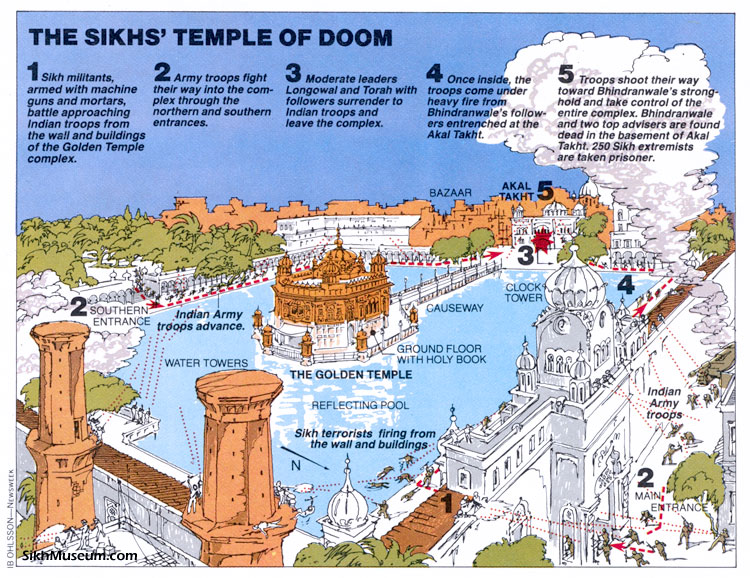 THE SIKHS' TEMPLE OF DOOM
1 Sikh militants,
armed with machine
guns and mortars,
battle approaching
Indian troops from
the wall and buildings
of the Golden Temple
complex.
2 Army troops fight
their way into the com-
plex through the
northern and southern
entrances.
3 Moderate leaders
Longowal and Torah with
followers surrender to
Indian troops and
leave the complex.
4 Once inside, the
troops come under
heavy fire from
Bhindranwale's follow-
ers entrenched at the
Akal Takht.
5 Troops shoot their way
toward Bhindranwale's strong-
hold and take control of the
entire complex. Bhindranwale
and two top advisers are found
dead in the basement of Akal
Takht. 250 Sikh extremists
are taken prisoner.
BAZAAR
AKAL
TAKHT
5
3
CLOCK
TOWER
4
2
SOUTHERN
ENTRANCE
Indian Army
troops advance.
CAUSEWAY
WATER TOWERS
GROUND FLOOR
WITH HOLY BOOK
THE GOLDEN TEMPLE
REFLECTING POOL
Indian
Army
troops
Sikh terrorists firing from
the wall and buildings
N
1
2
MAIN
ENTRANCE
IB OHLSSON—NEWSWEEK
SikhMuseum.com